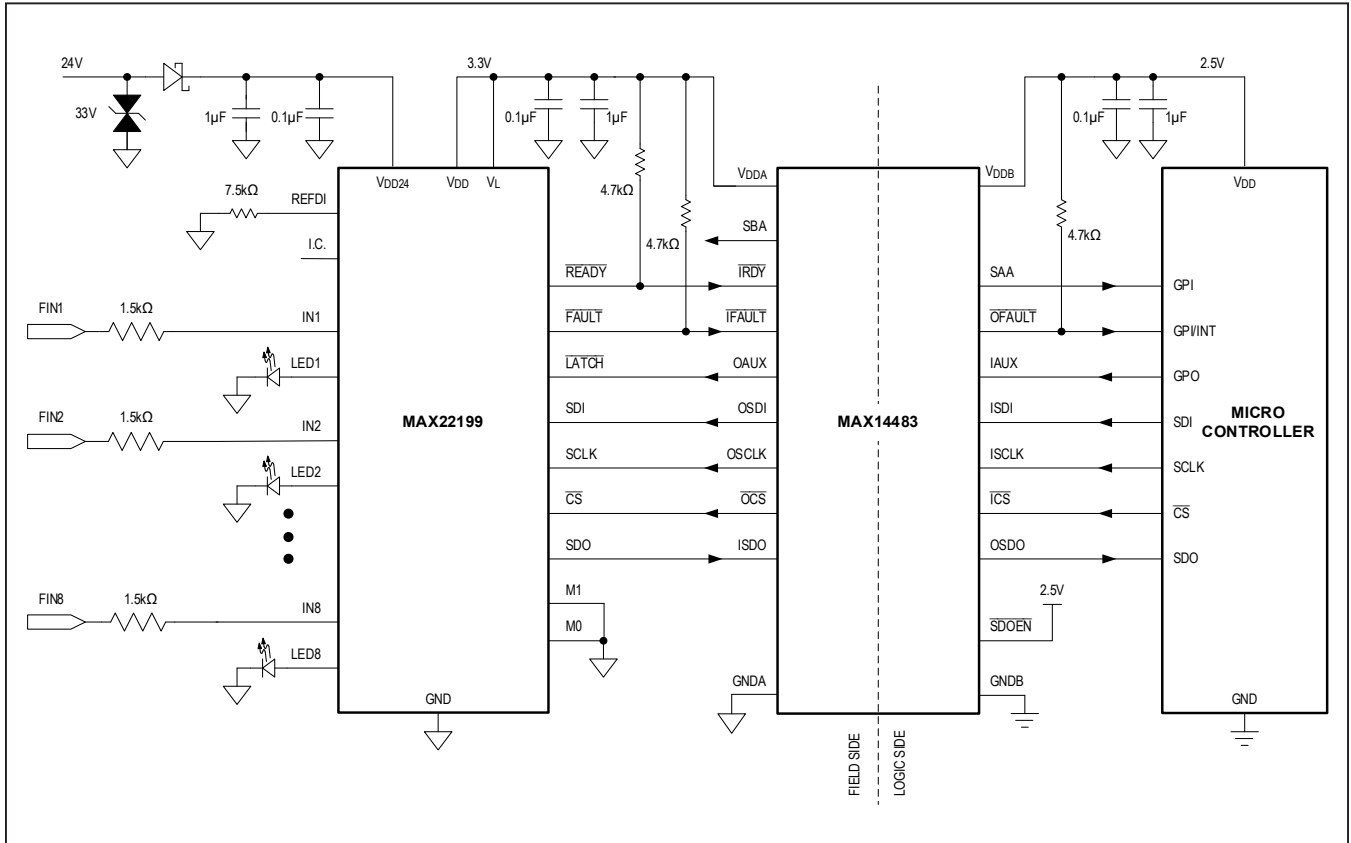 24V
3.3V
2.5V
33V
1µF
0.1µF
0.1µF
1µF
0.1µF
1µF
VDD24
VDD
VL
VDDA
VDDB
VDD
7.5kΩ
REFDI
4.7kΩ
4.7kΩ
4.7kΩ
I.C.
SBA
READY
IRDY
SAA
GPI
FIN1
1.5kΩ
IN1
FAULT
IFAULT
OFAULT
GPI/INT
LED1
LATCH
OAUX
IAUX
GPO
FIN2
1.5kΩ
IN2
MAX22199
SDI
OSDI
MAX14483
ISDI
SDI
MICRO
CONTROLLER
LED2
SCLK
OSCLK
ISCLK
SCLK
CS
OCS
ICS
CS
SDO
ISDO
OSDO
SDO
FIN8
1.5kΩ
IN8
M1
M0
2.5V
SDOEN
LED8
GND
GNDA
GNDB
GND
FIELD SIDE
LOGIC SIDE